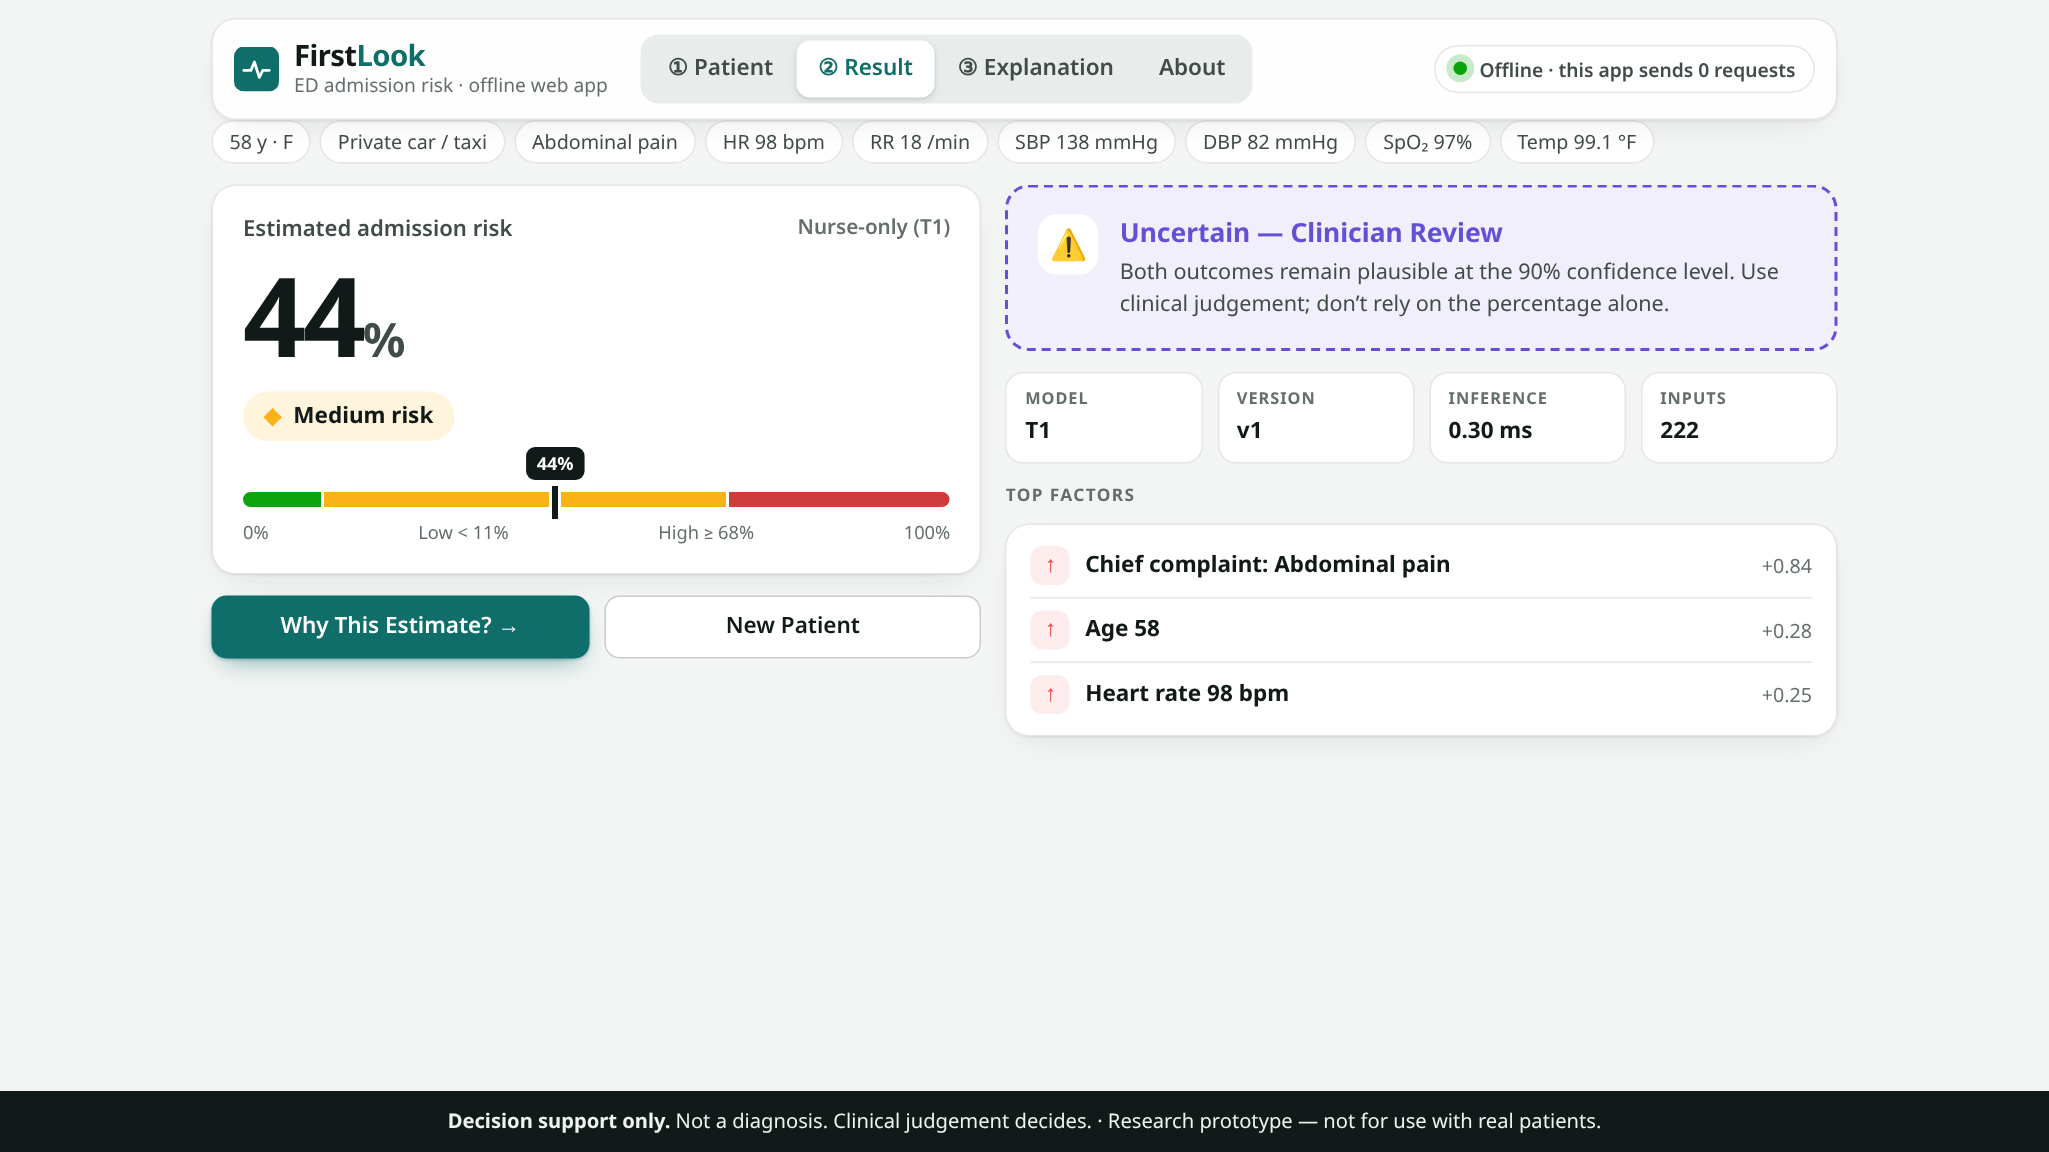 FirstLook
ED admission risk · offline web app
① Patient
② Result
③ Explanation
About
Offline · this app sends 0 requests
58 y · F
Private car / taxi
Abdominal pain
HR 98 bpm
RR 18 /min
SBP 138 mmHg
DBP 82 mmHg
SpO₂ 97%
Temp 99.1 °F
Estimated admission risk
Nurse-only (T1)
44%
Medium risk
44%
0%
Low < 11%
High ≥ 68%
100%
Why This Estimate? →
New Patient
Uncertain — Clinician Review
Both outcomes remain plausible at the 90% confidence level. Use
clinical judgement; don’t rely on the percentage alone.
MODEL
T1
VERSION
v1
INFERENCE
0.30 ms
INPUTS
222
TOP FACTORS
↑ Chief complaint: Abdominal pain +0.84
↑ Age 58 +0.28
↑ Heart rate 98 bpm +0.25
Decision support only. Not a diagnosis. Clinical judgement decides. · Research prototype — not for use with real patients.